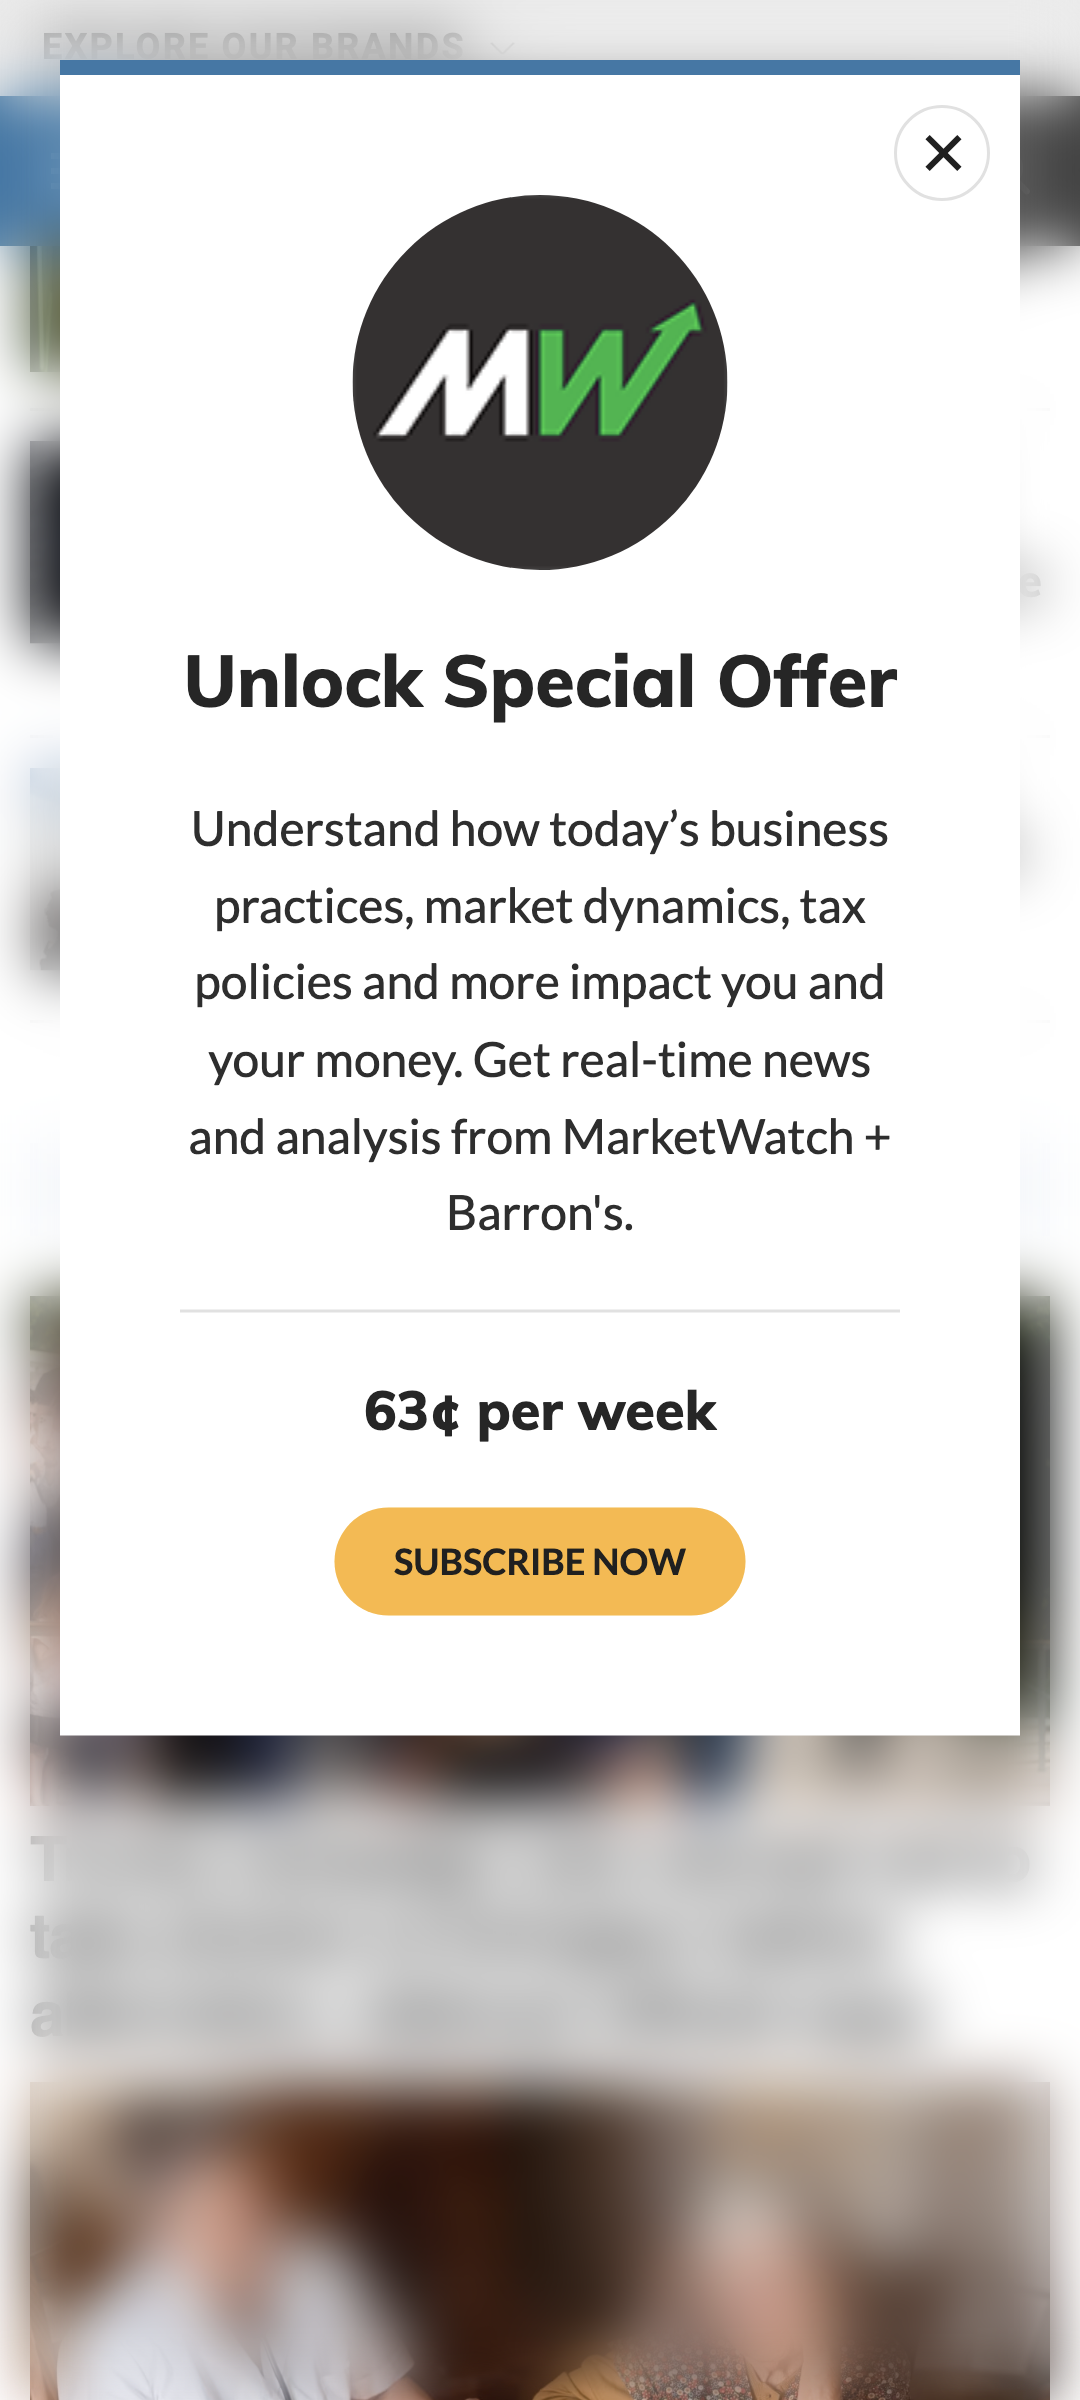 EXPLORE OUR BRANDS
MW
Unlock Special Offer
Understand how today’s business
practices, market dynamics, tax
policies and more impact you and
your money. Get real-time news
and analysis from MarketWatch +
Barron's.
63¢ per week
SUBSCRIBE NOW